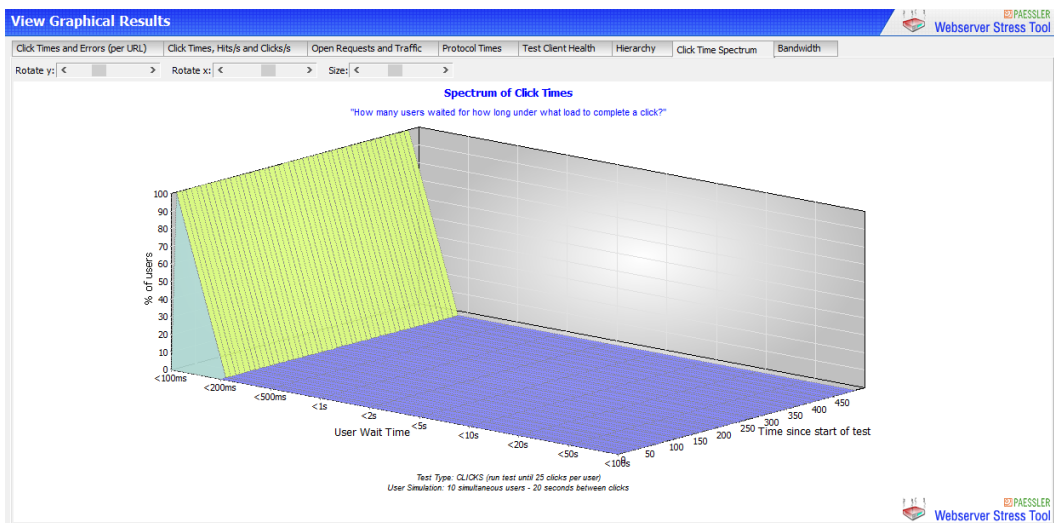 View Graphical Results
PAESSLER
Webserver Stress Tool
Click Times and Errors (per URL) Click Times, Hits/s and Clicks/s Open Requests and Traffic Protocol Times Test Client Health Hierarchy Click Time Spectrum Bandwidth
Rotate y: < > Rotate x: < > Size: < >
Spectrum of Click Times
"How many users waited for how long under what load to complete a click?"
100
90
80
70
60
50
40
30
20
10
0
% of users
<100ms
<200ms
<500ms
<1s
<2s
<5s
<10s
<20s
<50s
<100s
User Wait Time
0
50
100
150
200
250
300
350
400
450
Time since start of test
Test Type: CLICKS (run test until 25 clicks per user)
User Simulation: 10 simultaneous users - 20 seconds between clicks
PAESSLER
Webserver Stress Tool